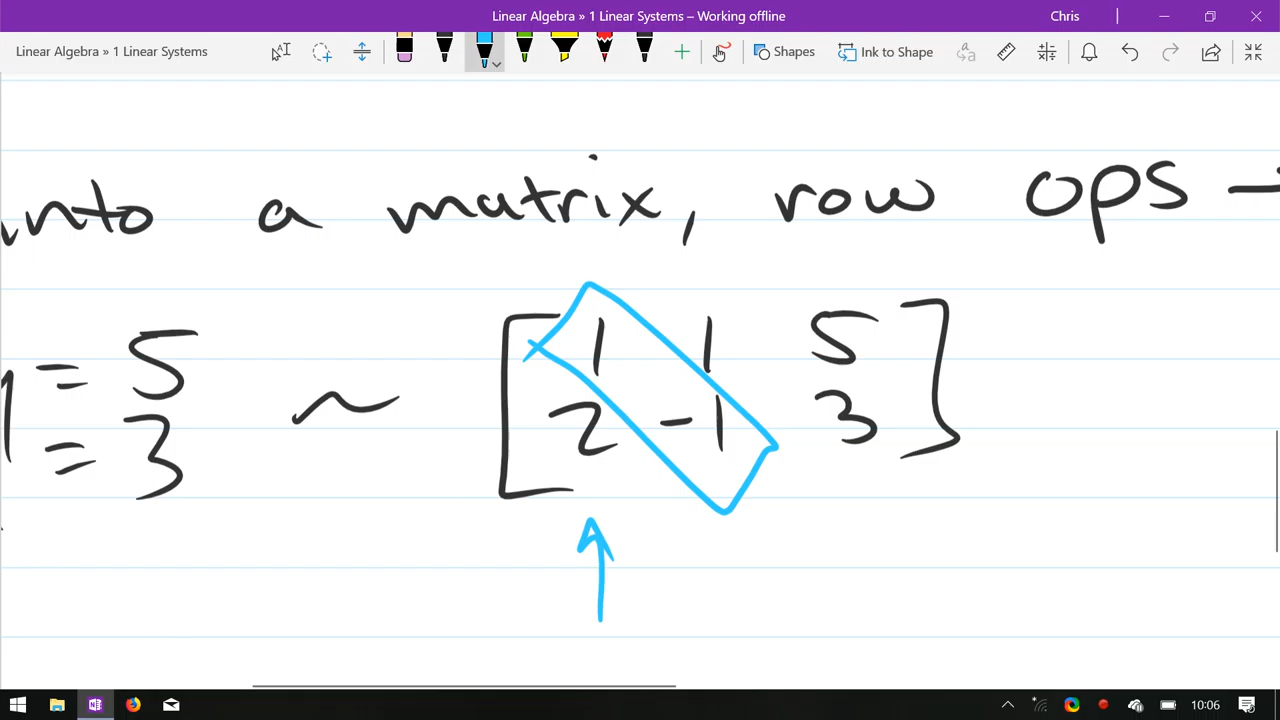 Linear Algebra » 1 Linear Systems – Working offline
Chris
Linear Algebra » 1 Linear Systems
Shapes
Ink to Shape
into a matrix, row ops
= 5 ~ [ 1 1 5 ]
= 3 [ 2 -1 3 ]
10:06